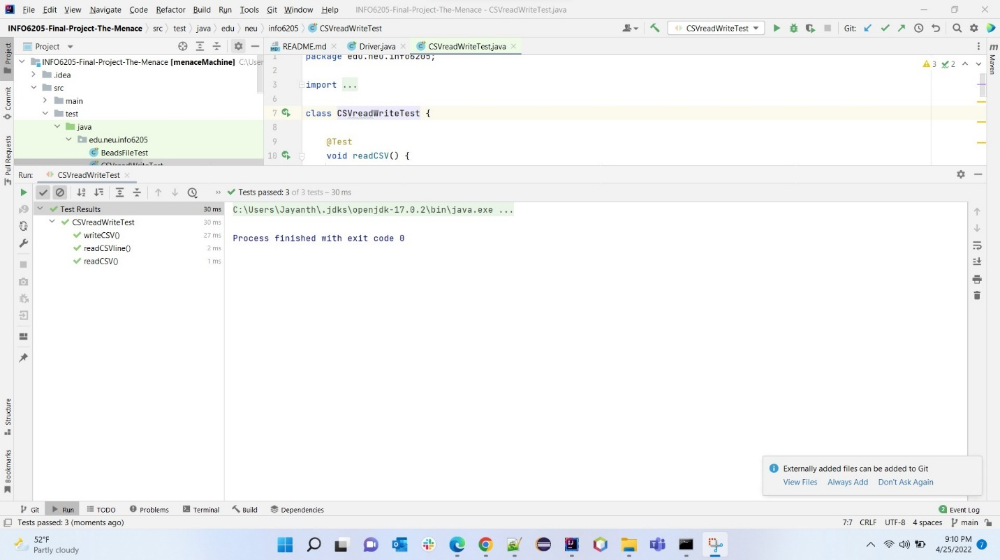 File Edit View Navigate Code Refactor Build Run Tools Git Window Help INFO6205-Final-Project-The-Menace - CSVreadWriteTest.java
INFO6205-Final-Project-The-Menace src test java edu neu info6205 CSVreadWriteTest CSVreadWriteTest Git:
Project README.md Driver.java CSVreadWriteTest.java
Project
Commit
Pull Requests
Structure
Bookmarks
Maven
INFO6205-Final-Project-The-Menace [menaceMachine] C:\User
.idea
src
main
test
java
edu.neu.info6205
BeadsFileTest
CSVreadWriteTest
1 package edu.neu.info6205;
2
3 import ...
6
7 class CSVreadWriteTest {
8
9 @Test
10 void readCSV() {
3 2
Run: CSVreadWriteTest
Tests passed: 3 of 3 tests – 30 ms
Test Results 30 ms
CSVreadWriteTest 30 ms
writeCSV() 27 ms
readCSVline() 2 ms
readCSV() 1 ms
C:\Users\Jayanth\.jdks\openjdk-17.0.2\bin\java.exe ...
Process finished with exit code 0
Externally added files can be added to Git
View Files Always Add Don't Ask Again
Git Run TODO Problems Terminal Build Dependencies 2 Event Log
Tests passed: 3 (moments ago) 7:7 CRLF UTF-8 4 spaces main
52°F
Partly cloudy
9:10 PM
4/25/2022
7